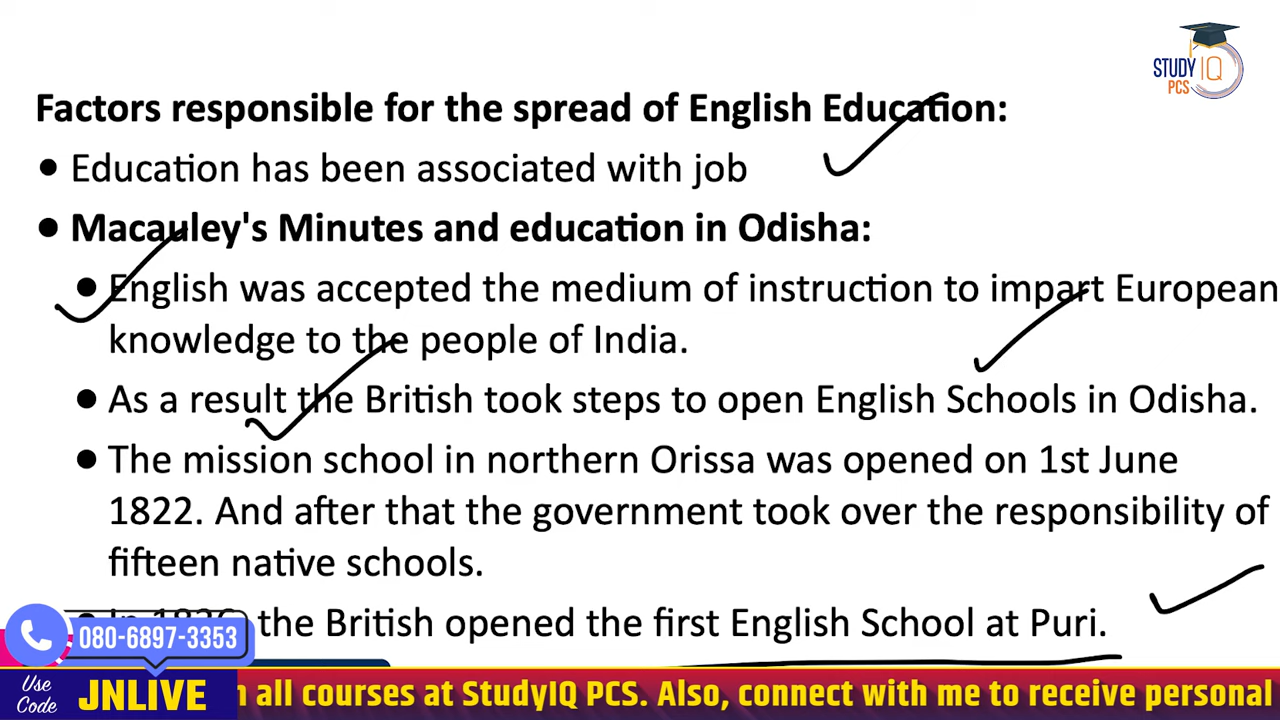 STUDY IQ
PCS
Factors responsible for the spread of English Education:
• Education has been associated with job
• Macauley's Minutes and education in Odisha:
• English was accepted the medium of instruction to impart European
knowledge to the people of India.
• As a result the British took steps to open English Schools in Odisha.
• The mission school in northern Orissa was opened on 1st June
1822. And after that the government took over the responsibility of
fifteen native schools.
• In the British opened the first English School at Puri.
080-6897-3353
Use
Code
JNLIVE
all courses at StudyIQ PCS. Also, connect with me to receive personal